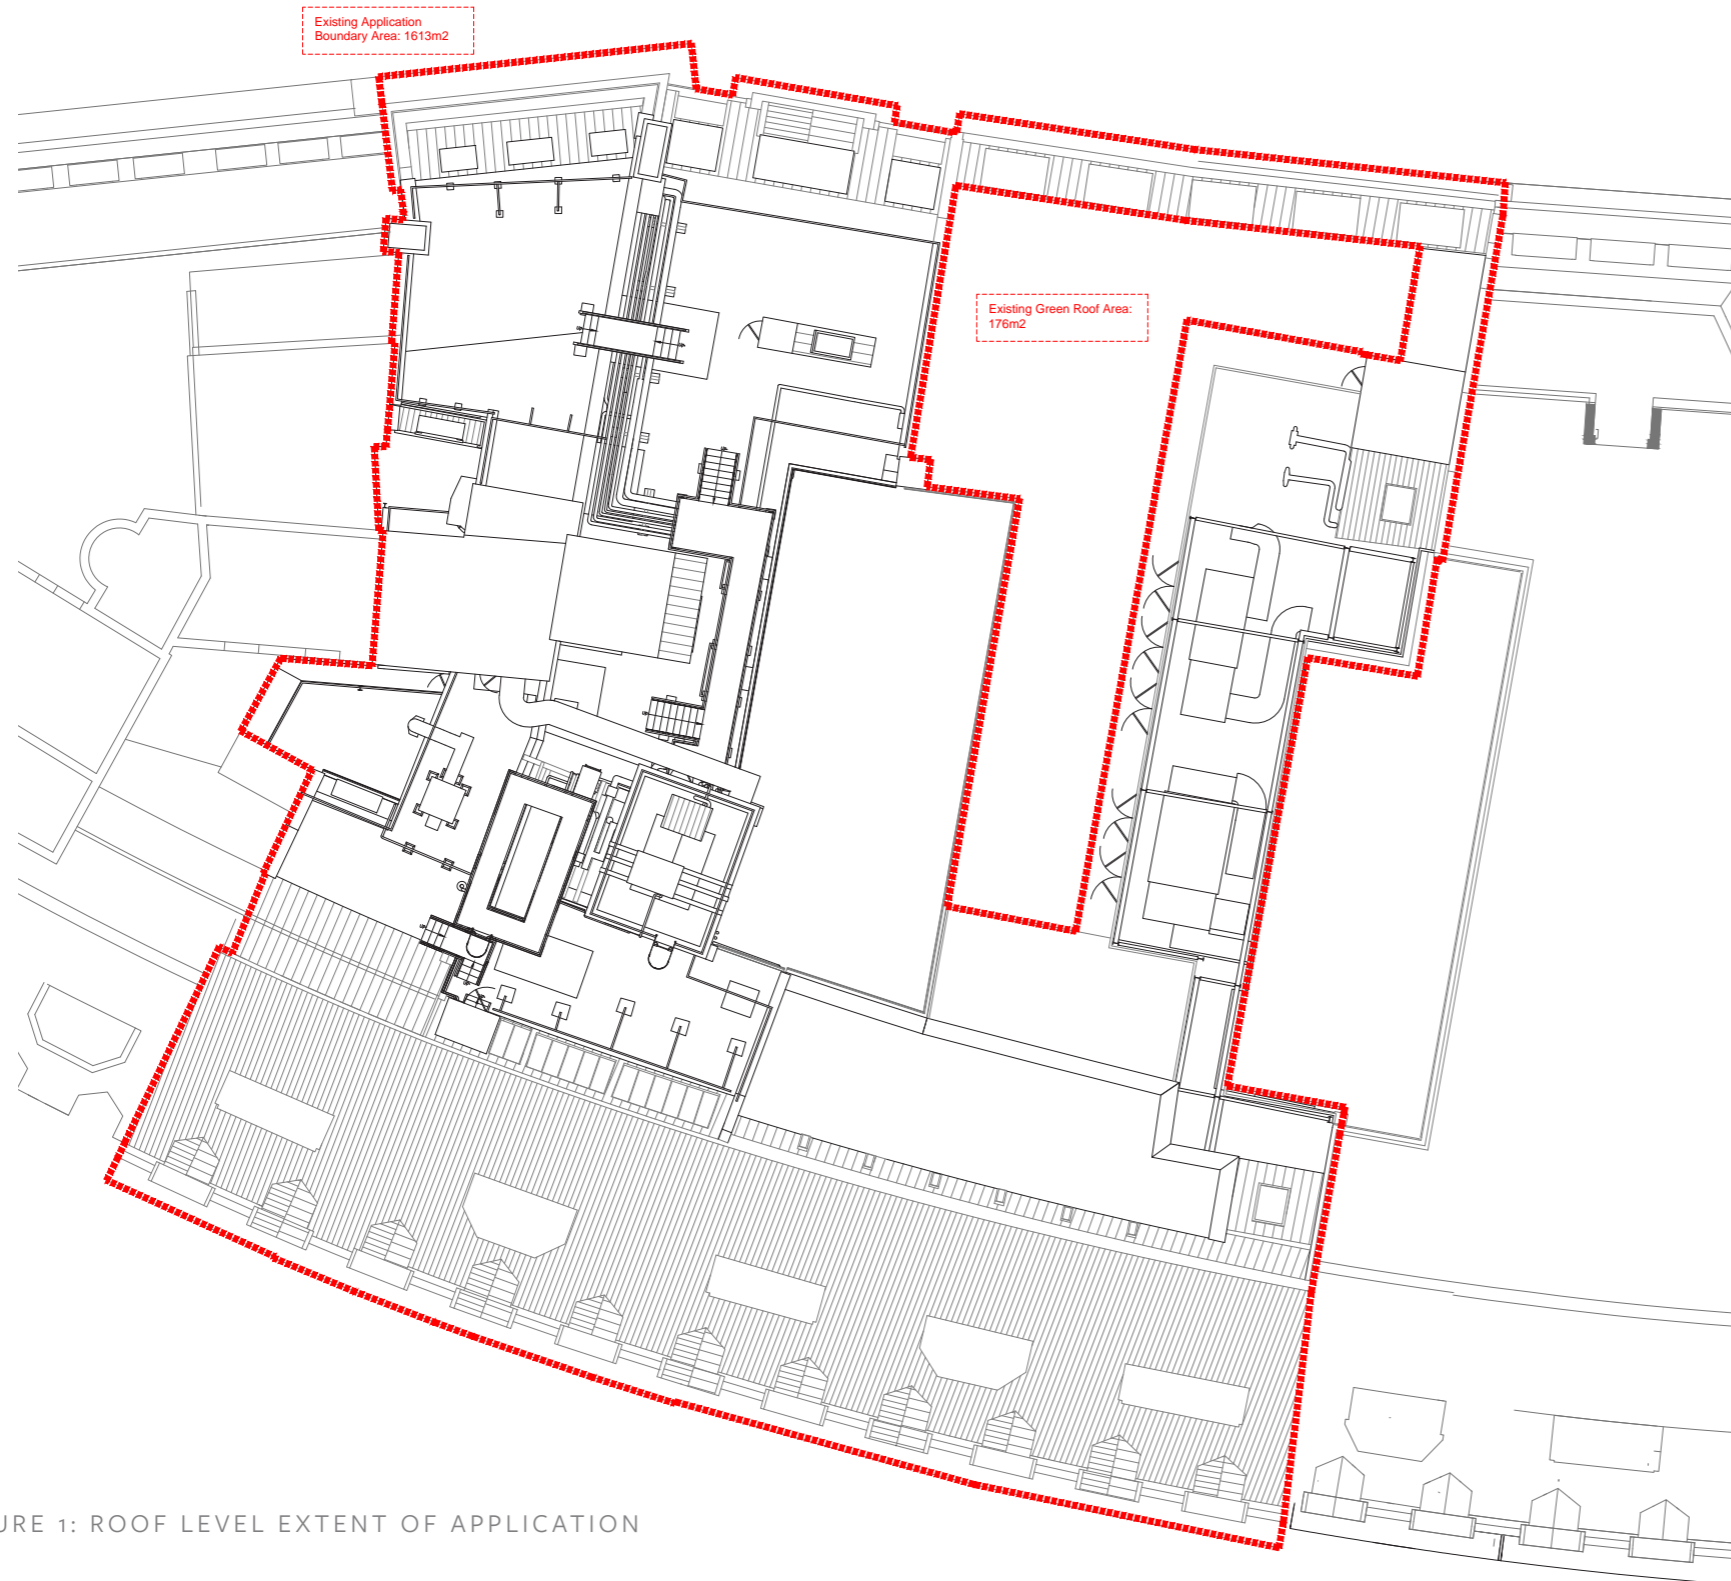 Existing Application
Boundary Area: 1613m2
Existing Green Roof Area:
176m2
URE 1: ROOF LEVEL EXTENT OF APPLICATION